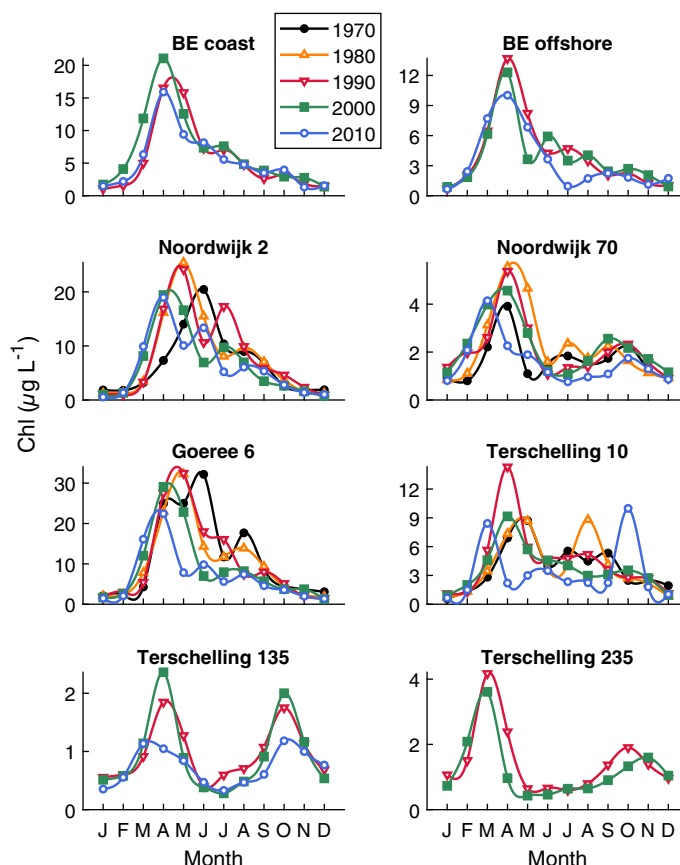 BE coast
BE offshore
1970
1980
1990
2000
2010
20
15
10
5
0
12
9
6
3
0
Noordwijk 2
Noordwijk 70
20
10
0
4
2
0
Chl (µg L⁻¹)
Goeree 6
Terschelling 10
30
20
10
0
12
9
6
3
0
Terschelling 135
Terschelling 235
2
1
0
4
2
0
J F M A M J J A S O N D
J F M A M J J A S O N D
Month
Month